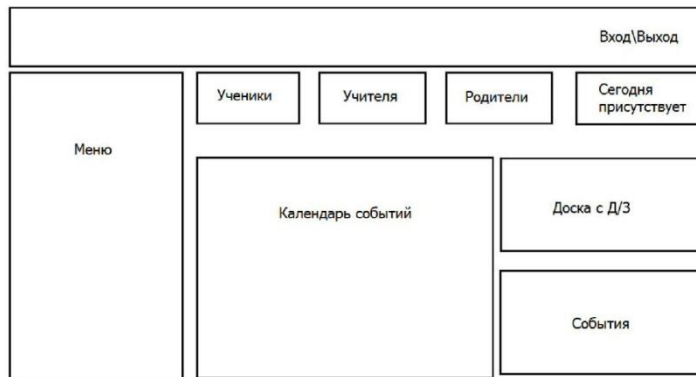 Вход\Выход
Ученики
Учителя
Родители
Сегодня
присутствует
Меню
Календарь событий
Доска с Д/З
События